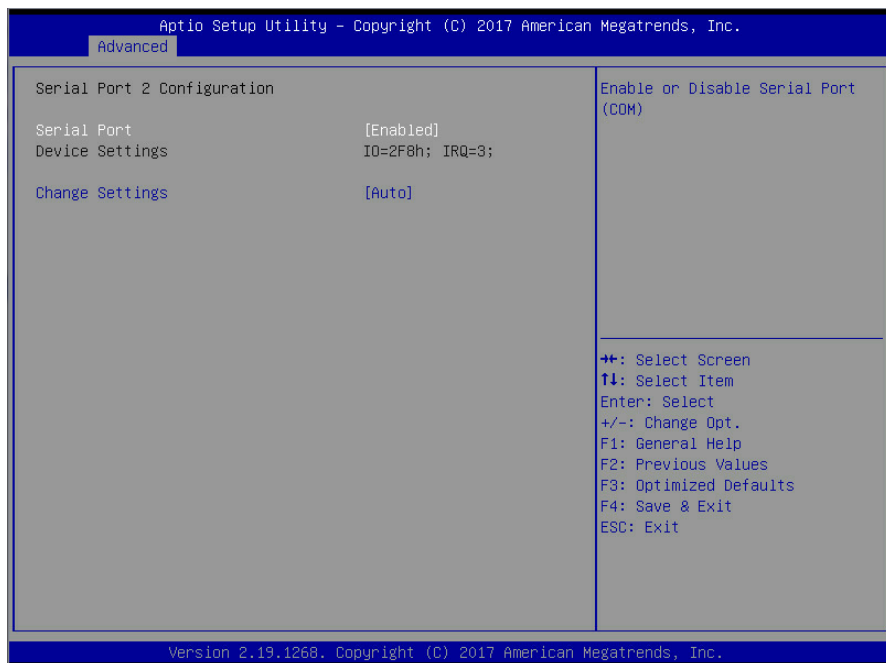 Aptio Setup Utility – Copyright (C) 2017 American Megatrends, Inc.
Advanced
Serial Port 2 Configuration
Serial Port [Enabled]
Device Settings IO=2F8h; IRQ=3;
Change Settings [Auto]
Enable or Disable Serial Port
(COM)
→←: Select Screen
↑↓: Select Item
Enter: Select
+/-: Change Opt.
F1: General Help
F2: Previous Values
F3: Optimized Defaults
F4: Save & Exit
ESC: Exit
Version 2.19.1268. Copyright (C) 2017 American Megatrends, Inc.